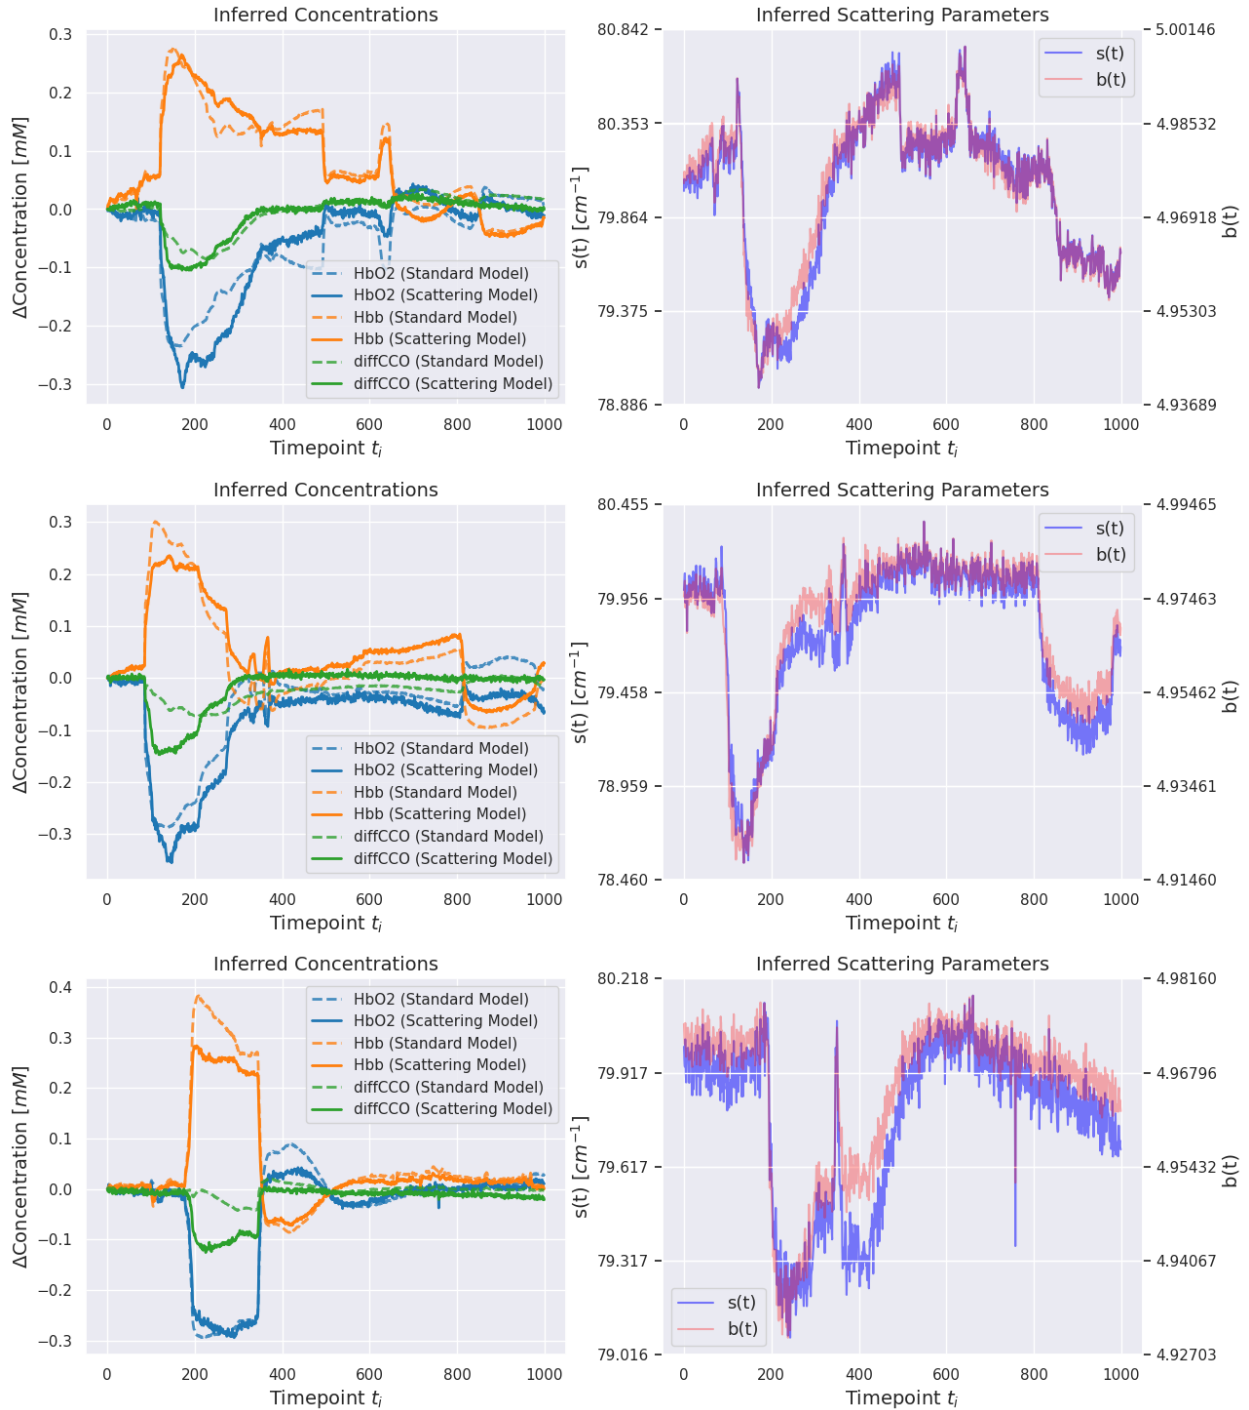 Inferred Concentrations
ΔConcentration [mM]
0.3
0.2
0.1
0.0
−0.1
−0.2
−0.3
HbO2 (Standard Model)
HbO2 (Scattering Model)
Hbb (Standard Model)
Hbb (Scattering Model)
diffCCO (Standard Model)
diffCCO (Scattering Model)
0 200 400 600 800 1000
Timepoint t_i
Inferred Scattering Parameters
s(t) [cm⁻¹]
80.842
80.353
79.864
79.375
78.886
s(t)
b(t)
5.00146
4.98532
4.96918
4.95303
4.93689
b(t)
0 200 400 600 800 1000
Timepoint t_i
Inferred Concentrations
ΔConcentration [mM]
0.3
0.2
0.1
0.0
−0.1
−0.2
−0.3
HbO2 (Standard Model)
HbO2 (Scattering Model)
Hbb (Standard Model)
Hbb (Scattering Model)
diffCCO (Standard Model)
diffCCO (Scattering Model)
0 200 400 600 800 1000
Timepoint t_i
Inferred Scattering Parameters
s(t) [cm⁻¹]
80.455
79.956
79.458
78.959
78.460
s(t)
b(t)
4.99465
4.97463
4.95462
4.93461
4.91460
b(t)
0 200 400 600 800 1000
Timepoint t_i
Inferred Concentrations
ΔConcentration [mM]
0.4
0.3
0.2
0.1
0.0
−0.1
−0.2
−0.3
HbO2 (Standard Model)
HbO2 (Scattering Model)
Hbb (Standard Model)
Hbb (Scattering Model)
diffCCO (Standard Model)
diffCCO (Scattering Model)
0 200 400 600 800 1000
Timepoint t_i
Inferred Scattering Parameters
s(t) [cm⁻¹]
80.218
79.917
79.617
79.317
79.016
s(t)
b(t)
4.98160
4.96796
4.95432
4.94067
4.92703
b(t)
0 200 400 600 800 1000
Timepoint t_i